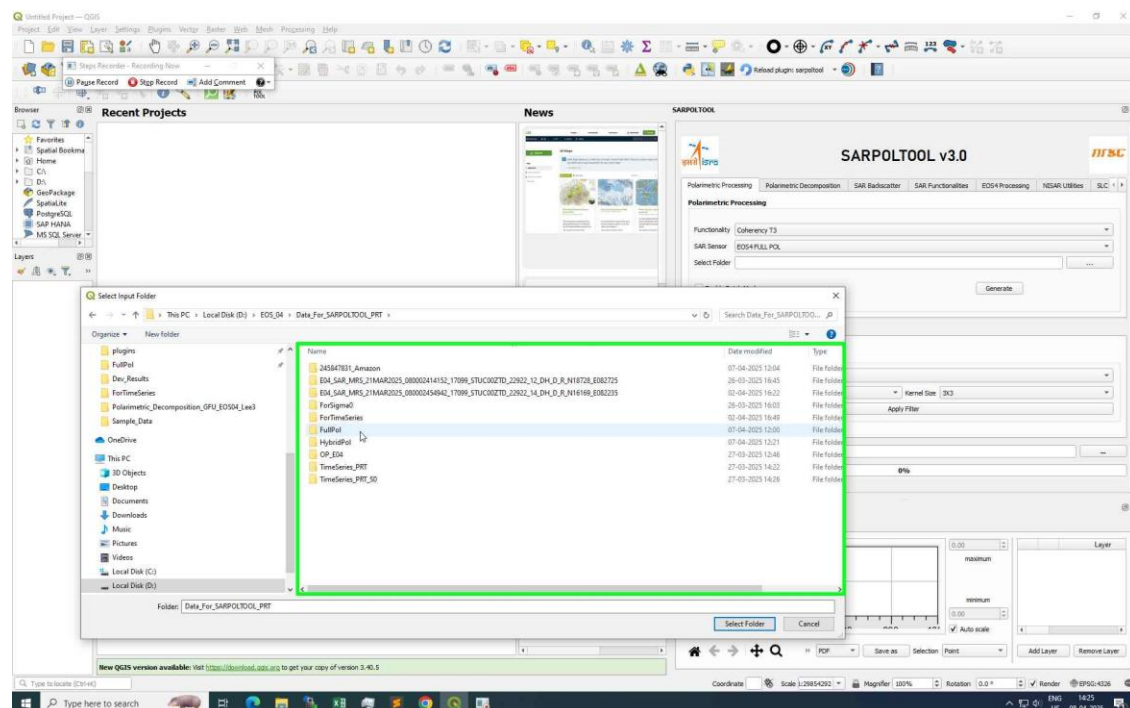 Untitled Project — QGIS
Project Edit View Layer Settings Plugins Vector Raster Web Mesh Processing Help
Steps Recorder - Recording Now
Pause Record Stop Record Add Comment
Reload plugin: sarpoltool
Browser
Recent Projects
News
SARPOLTOOL
Favorites
Spatial Bookma
Home
C:\
D:\
GeoPackage
SpatiaLite
PostgreSQL
SAP HANA
MS SQL Server
Layers
इसरो isro
SARPOLTOOL v3.0
nrsc
Polarimetric Processing Polarimetric Decomposition SAR Backscatter SAR Functionalities EOS4 Processing NISAR Utilities SLC
Polarimetric Processing
Functionality Coherency T3
SAR Sensor EOS4 FULL POL
Select Folder ...
Generate
Kernel Size 3X3
Apply Filter
...
0%
Select Input Folder
This PC › Local Disk (D:) › EOS_04 › Data_For_SARPOLTOOL_PRT ›
Search Data_For_SARPOLTOO...
Organize New folder
plugins
FullPol
Dev_Results
ForTimeSeries
Polarimetric_Decomposition_GFU_EOS04_Lee3
Sample_Data
OneDrive
This PC
3D Objects
Desktop
Documents
Downloads
Music
Pictures
Videos
Local Disk (C:)
Local Disk (D:)
Name Date modified Type
245847831_Amazon 07-04-2025 12:04 File folder
E04_SAR_MRS_21MAR2025_080002414152_17099_STUC00ZTD_22922_12_DH_D_R_N18728_E082725 28-03-2025 16:45 File folder
E04_SAR_MRS_21MAR2025_080002454942_17099_STUC00ZTD_22922_14_DH_D_R_N16169_E082235 02-04-2025 16:22 File folder
ForSigma0 26-03-2025 16:03 File folder
ForTimeSeries 02-04-2025 16:49 File folder
FullPol 07-04-2025 12:00 File folder
HybridPol 07-04-2025 12:21 File folder
OP_E04 27-03-2025 12:46 File folder
TimeSeries_PRT 27-03-2025 14:22 File folder
TimeSeries_PRT_S0 27-03-2025 14:26 File folder
Folder: Data_For_SARPOLTOOL_PRT
Select Folder Cancel
0.00
maximum
minimum
0.00
Auto scale
Layer
PDF Save as Selection Point Add Layer Remove Layer
New QGIS version available: Visit https://download.qgis.org to get your copy of version 3.40.5
Type to locate (Ctrl+K)
Coordinate Scale 1:29854292 Magnifier 100% Rotation 0.0 ° Render EPSG:4326
Type here to search
ENG 14:25